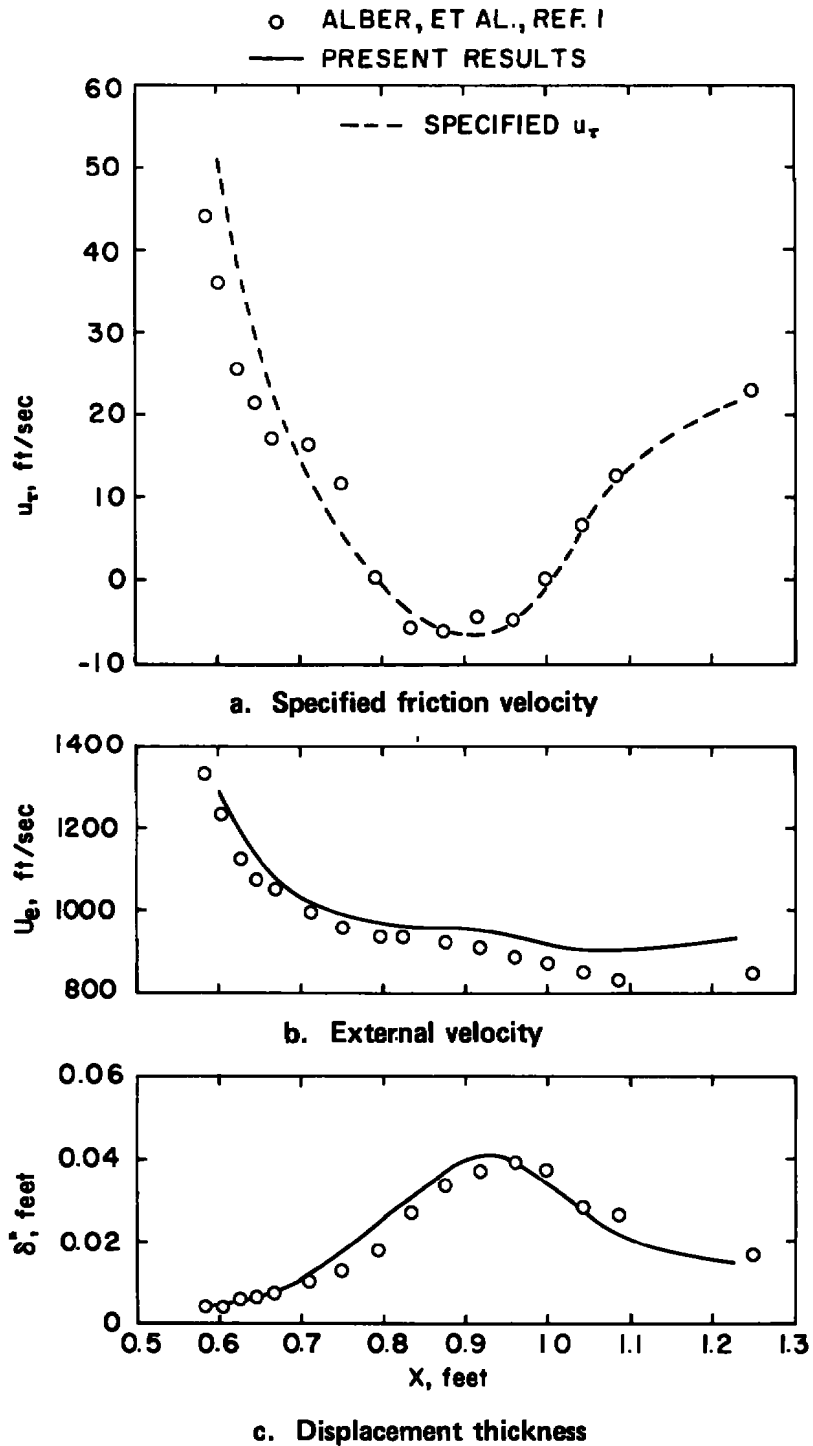 ALBER, ET AL., REF. 1
PRESENT RESULTS
SPECIFIED uτ
60
50
40
30
20
10
0
-10
uτ, ft/sec
a. Specified friction velocity
1400
1200
1000
800
Ue, ft/sec
b. External velocity
0.06
0.04
0.02
0
δ*, feet
0.5 0.6 0.7 0.8 0.9 1.0 1.1 1.2 1.3
X, feet
c. Displacement thickness